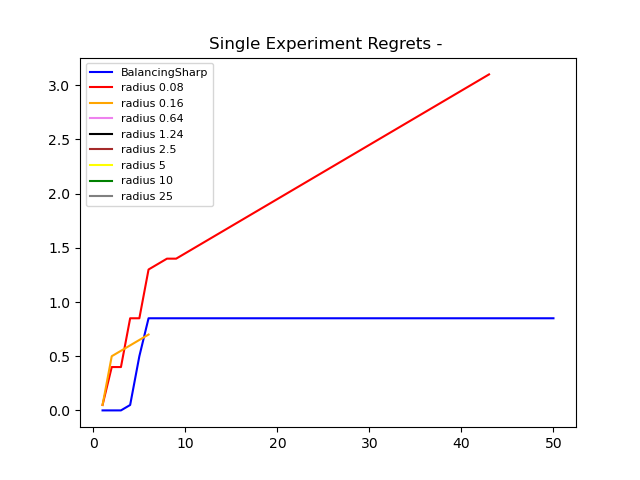 Single Experiment Regrets -
BalancingSharp
radius 0.08
radius 0.16
radius 0.64
radius 1.24
radius 2.5
radius 5
radius 10
radius 25
3.0
2.5
2.0
1.5
1.0
0.5
0.0
0 10 20 30 40 50